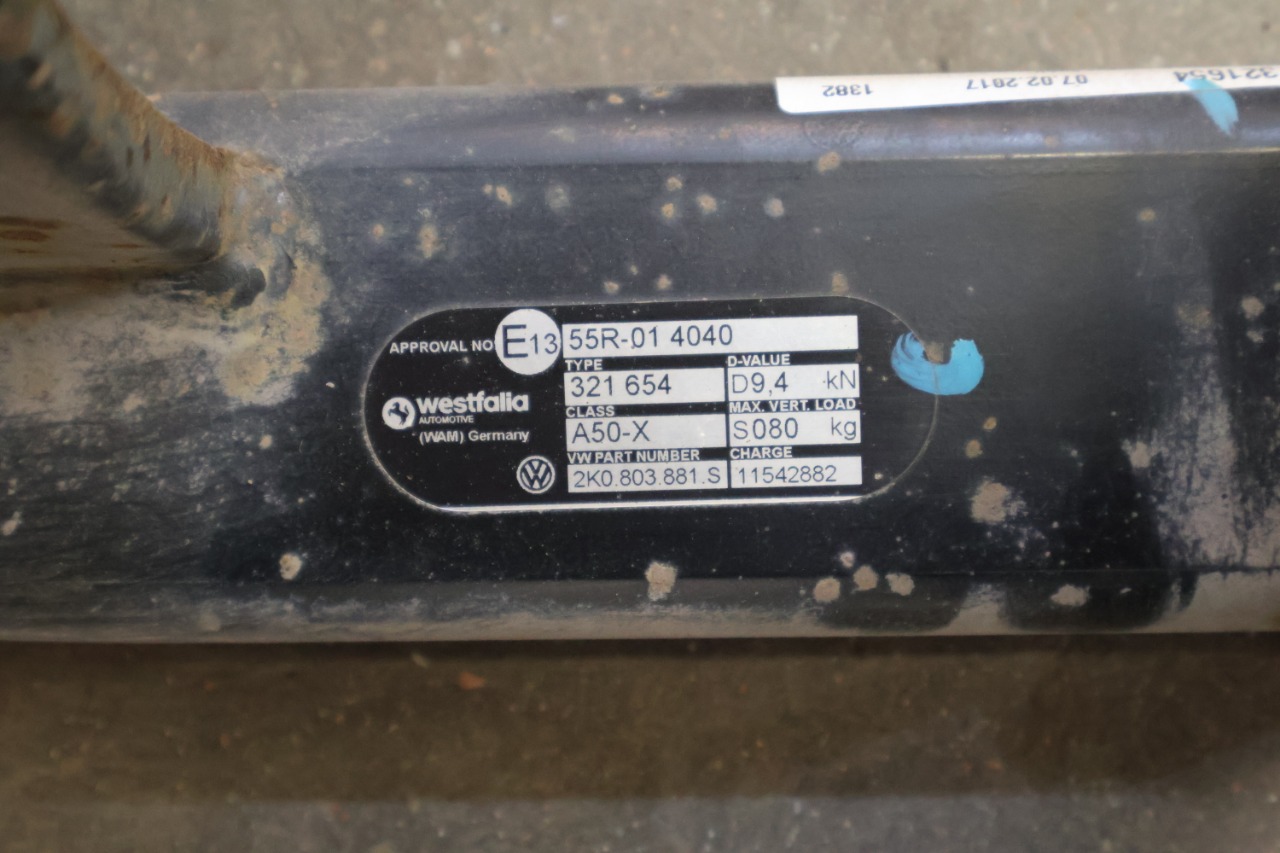 321654 07.02.2017 1382
APPROVAL NO E13 55R-01 4040
TYPE D-VALUE
321 654 D9,4 kN
westfalia
AUTOMOTIVE
(WAM) Germany
CLASS MAX. VERT. LOAD
A50-X S080 kg
VW PART NUMBER CHARGE
VW 2K0.803.881.S 11542882